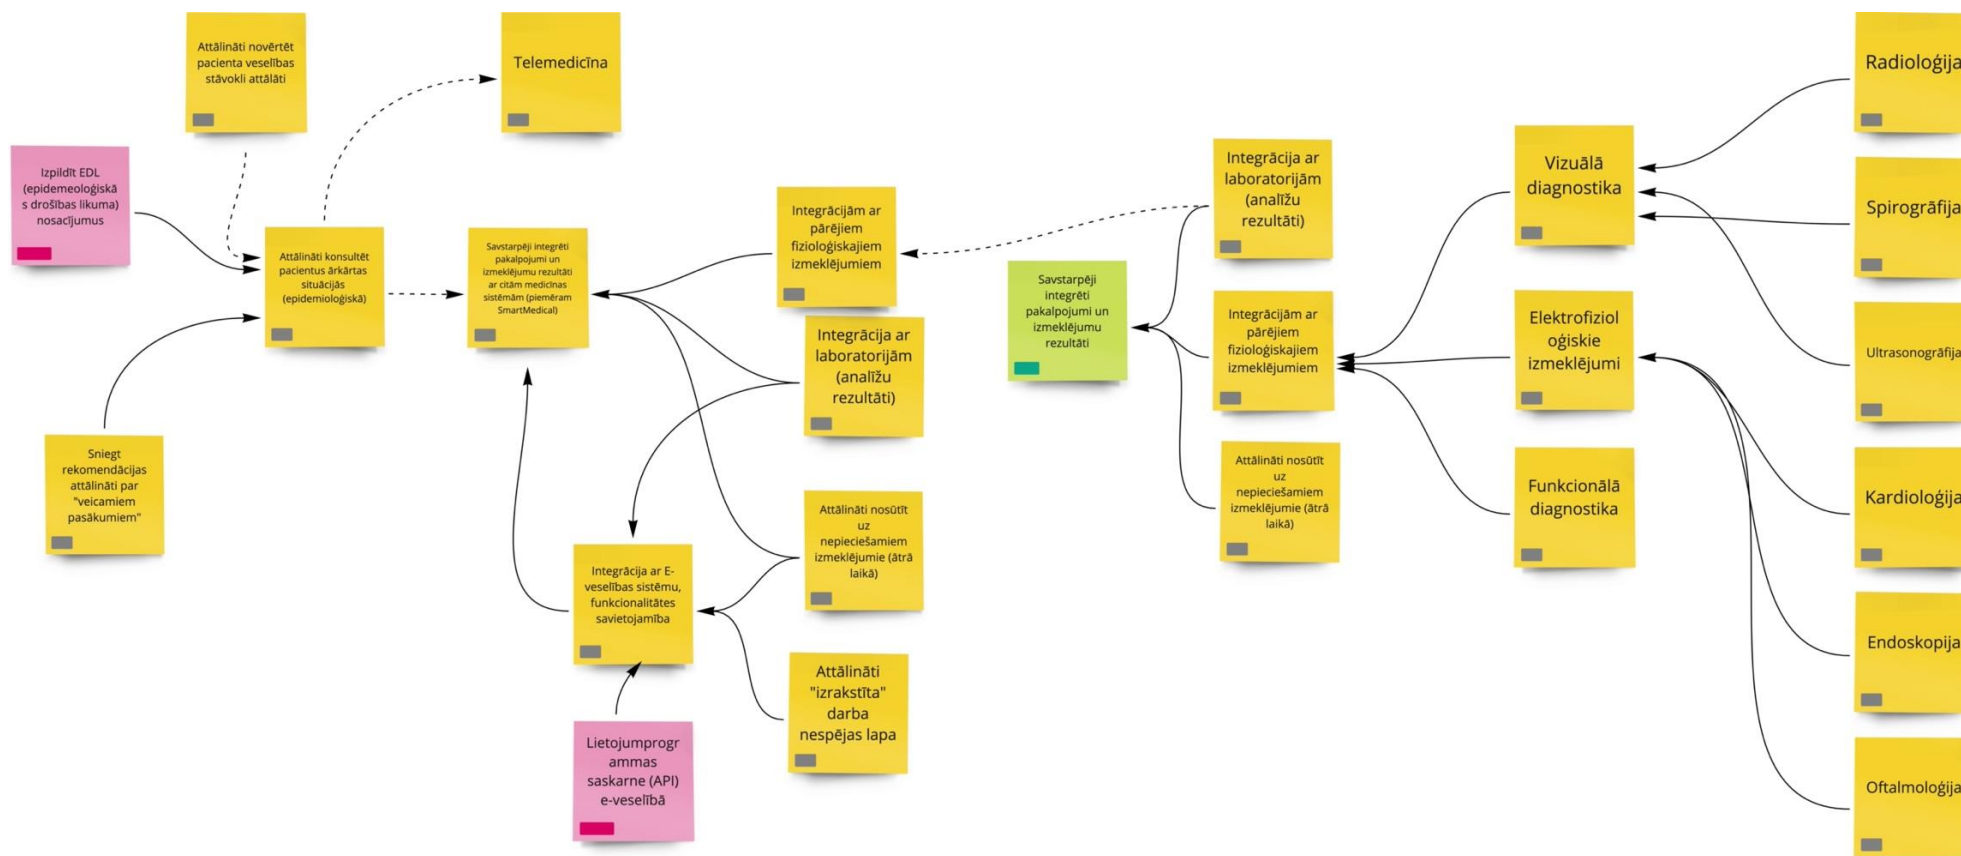 Attālināti novērtēt
pacienta veselības
stāvokli attālāti
Telemedicīna
Izpildīt EDL
(epidemeoloģiskā
s drošības likuma)
nosacījumus
Attālināti konsultēt
pacientus ārkārtas
situācijās
(epidemioloģiskā)
Sniegt
rekomendācijas
attālināti par
"veicamiem
pasākumiem"
Savstarpēji integrēti
pakalpojumi un
izmeklējumu rezultāti
ar citām medicīnas
sistēmām (piemēram
SmartMedical)
Integrācijām ar
pārējiem
fizioloģiskajiem
izmeklējumiem
Integrācija ar
laboratorijām
(analīžu
rezultāti)
Attālināti nosūtīt
uz
nepieciešamiem
izmeklējumie (ātrā
laikā)
Integrācija ar E-
veselības sistēmu,
funkcionalitātes
savietojamība
Attālināti
"izrakstīta"
darba
nespējas lapa
Lietojumprogr
ammas
saskarne (API)
e-veselībā
Savstarpēji
integrēti
pakalpojumi un
izmeklējumu
rezultāti
Integrācija ar
laboratorijām
(analīžu
rezultāti)
Integrācijām ar
pārējiem
fizioloģiskajiem
izmeklējumiem
Attālināti nosūtīt
uz
nepieciešamiem
izmeklējumie (ātrā
laikā)
Vizuālā
diagnostika
Elektrofiziol
oģiskie
izmeklējumi
Funkcionālā
diagnostika
Radioloģija
Spirogrāfija
Ultrasonogrāfija
Kardioloģija
Endoskopija
Oftalmoloģija